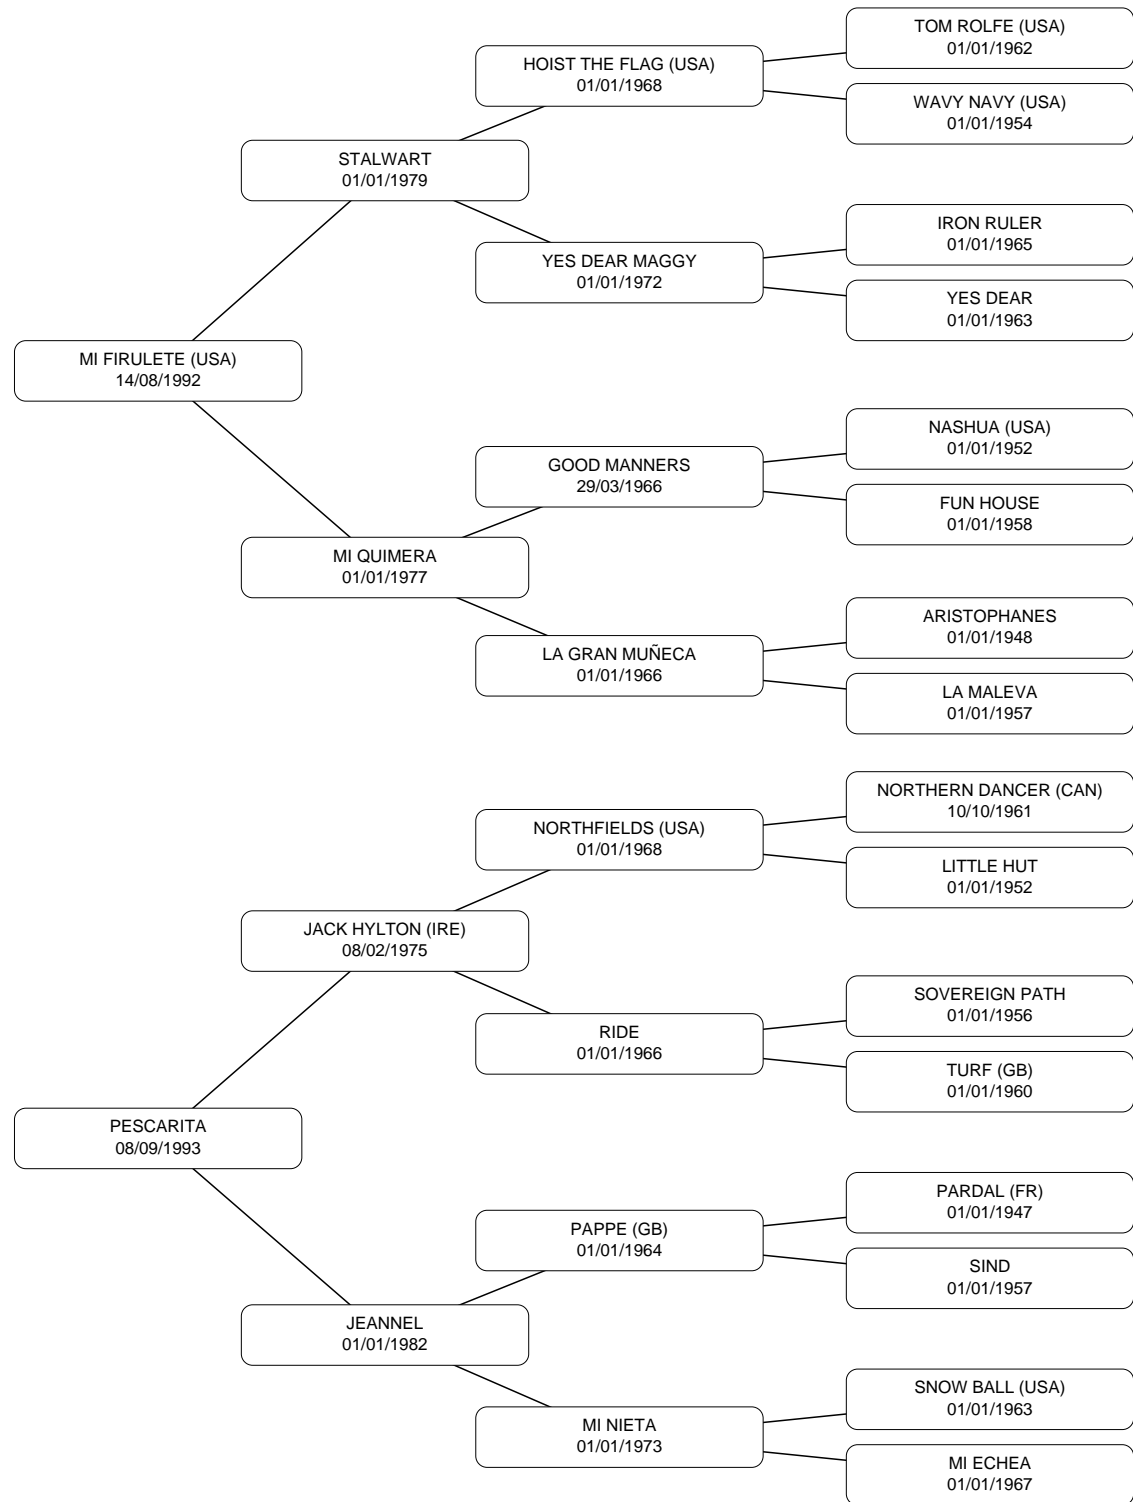 TOM ROLFE (USA)
01/01/1962
HOIST THE FLAG (USA)
01/01/1968
WAVY NAVY (USA)
01/01/1954
STALWART
01/01/1979
IRON RULER
01/01/1965
YES DEAR MAGGY
01/01/1972
YES DEAR
01/01/1963
MI FIRULETE (USA)
14/08/1992
NASHUA (USA)
01/01/1952
GOOD MANNERS
29/03/1966
FUN HOUSE
01/01/1958
MI QUIMERA
01/01/1977
ARISTOPHANES
01/01/1948
LA GRAN MUÑECA
01/01/1966
LA MALEVA
01/01/1957
NORTHERN DANCER (CAN)
10/10/1961
NORTHFIELDS (USA)
01/01/1968
LITTLE HUT
01/01/1952
JACK HYLTON (IRE)
08/02/1975
SOVEREIGN PATH
01/01/1956
RIDE
01/01/1966
TURF (GB)
01/01/1960
PESCARITA
08/09/1993
PARDAL (FR)
01/01/1947
PAPPE (GB)
01/01/1964
SIND
01/01/1957
JEANNEL
01/01/1982
SNOW BALL (USA)
01/01/1963
MI NIETA
01/01/1973
MI ECHEA
01/01/1967